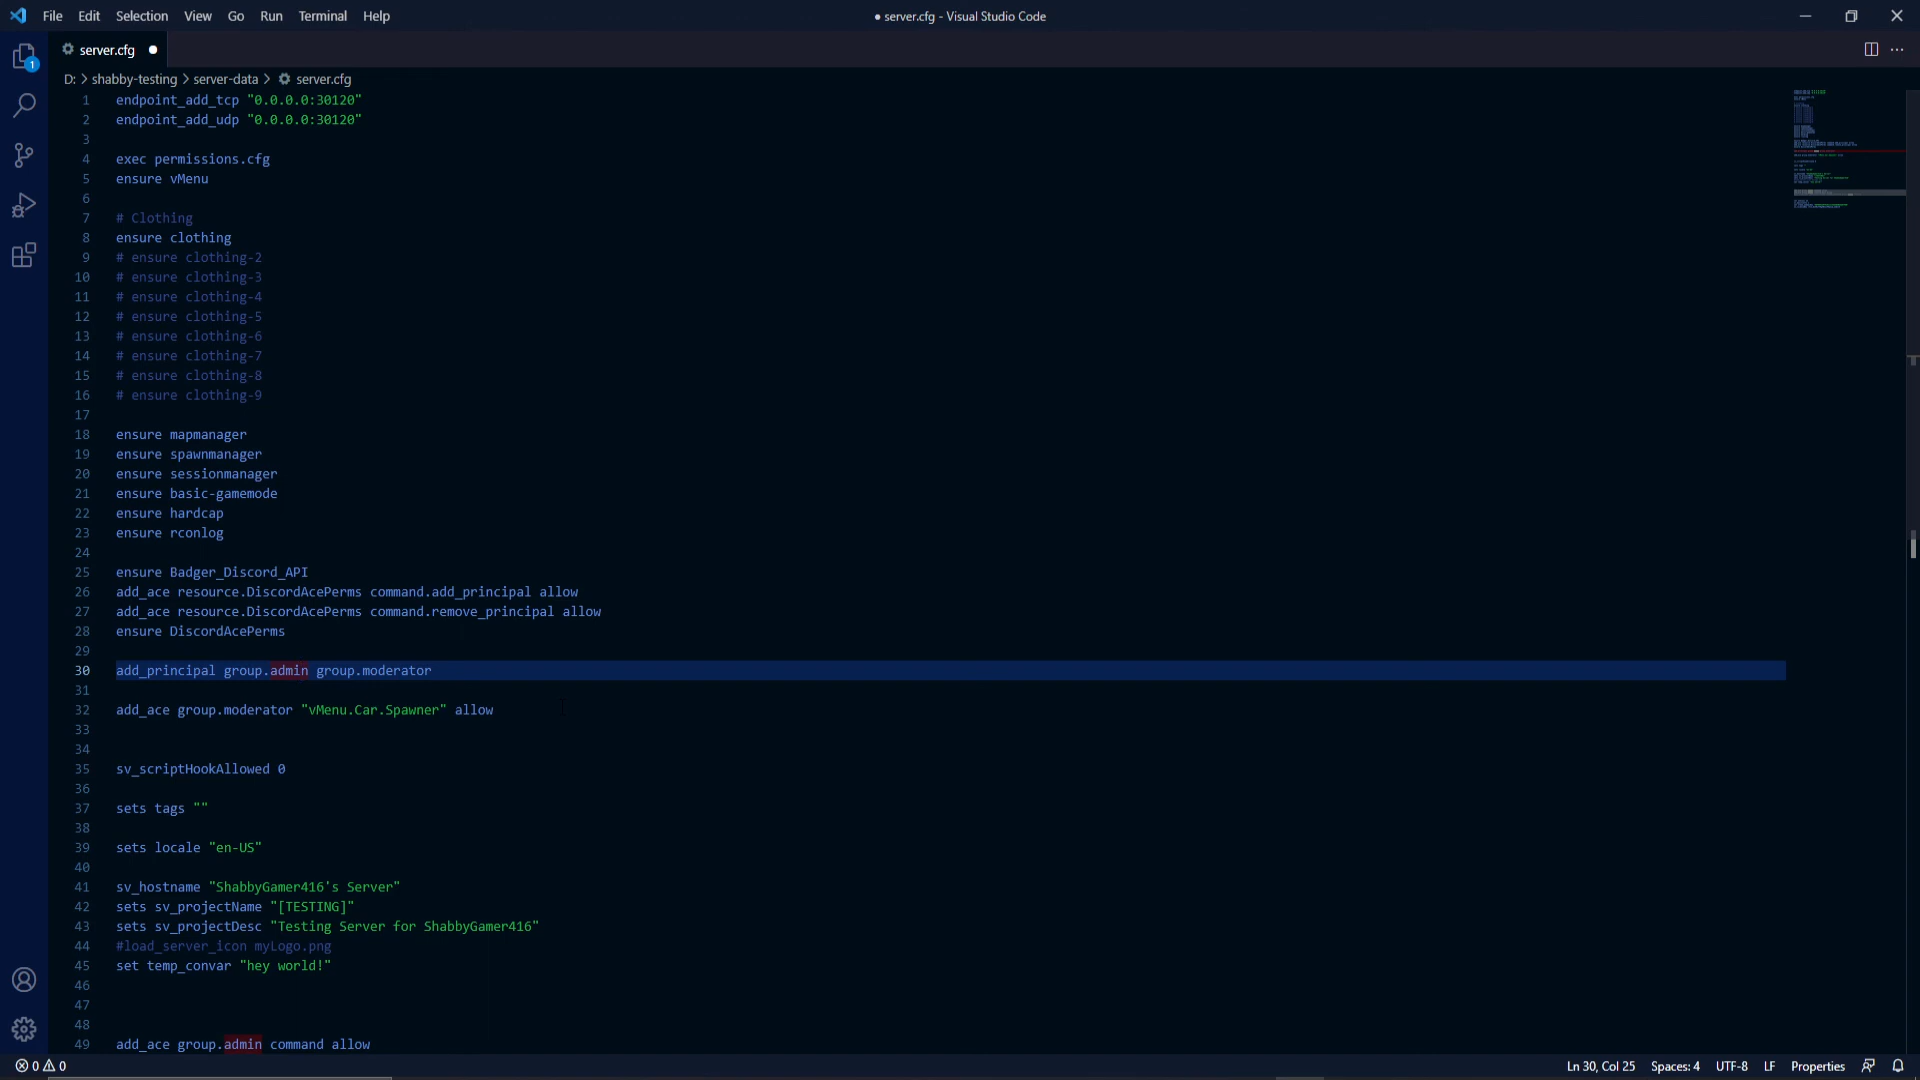 File Edit Selection View Go Run Terminal Help
● server.cfg - Visual Studio Code
server.cfg ●
1
D: > shabby-testing > server-data > server.cfg
1 endpoint_add_tcp "0.0.0.0:30120"
2 endpoint_add_udp "0.0.0.0:30120"
3
4 exec permissions.cfg
5 ensure vMenu
6
7 # Clothing
8 ensure clothing
9 # ensure clothing-2
10 # ensure clothing-3
11 # ensure clothing-4
12 # ensure clothing-5
13 # ensure clothing-6
14 # ensure clothing-7
15 # ensure clothing-8
16 # ensure clothing-9
17
18 ensure mapmanager
19 ensure spawnmanager
20 ensure sessionmanager
21 ensure basic-gamemode
22 ensure hardcap
23 ensure rconlog
24
25 ensure Badger_Discord_API
26 add_ace resource.DiscordAcePerms command.add_principal allow
27 add_ace resource.DiscordAcePerms command.remove_principal allow
28 ensure DiscordAcePerms
29
30 add_principal group.admin group.moderator
31
32 add_ace group.moderator "vMenu.Car.Spawner" allow
33
34
35 sv_scriptHookAllowed 0
36
37 sets tags ""
38
39 sets locale "en-US"
40
41 sv_hostname "ShabbyGamer416's Server"
42 sets sv_projectName "[TESTING]"
43 sets sv_projectDesc "Testing Server for ShabbyGamer416"
44 #load_server_icon myLogo.png
45 set temp_convar "hey world!"
46
47
48
49 add_ace group.admin command allow
0 0 Ln 30, Col 25 Spaces: 4 UTF-8 LF Properties